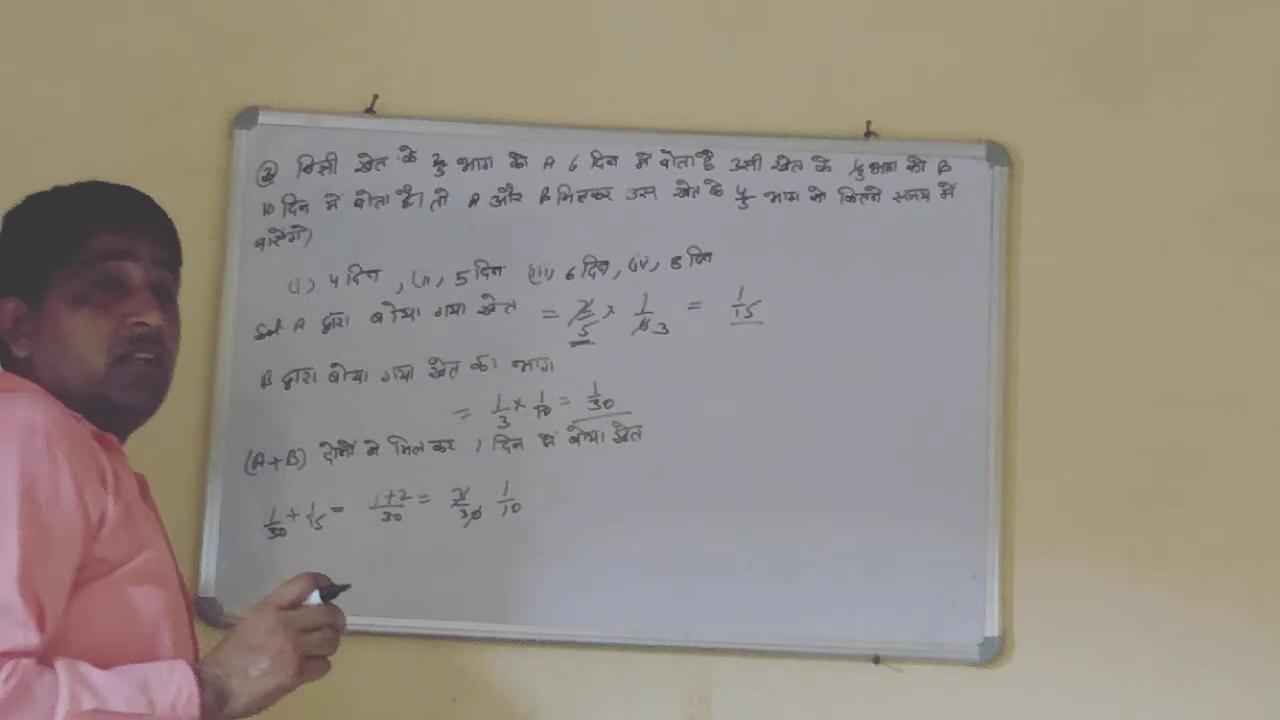 ② किसी खेत के 2/5 भाग को A 6 दिन में बोता है उसी खेत के 1/3 भाग को B
10 दिन में बोता है। तो A और B मिलकर उस खेत के 4/5 भाग को कितने समय में
बोयेंगे)
(i) 4 दिन , (ii) 5 दिन (iii) 6 दिन, (iv) 8 दिन
Sol A द्वारा बोया गया खेत = 2/5 × 1/6 3 = 1/15
B द्वारा बोया गया खेत का भाग
= 1/3 × 1/10 = 1/30
(A+B) दोनों ने मिलकर 1 दिन में बोया खेत
1/30 + 1/15 = 1+2/30 = 3/30 1/10